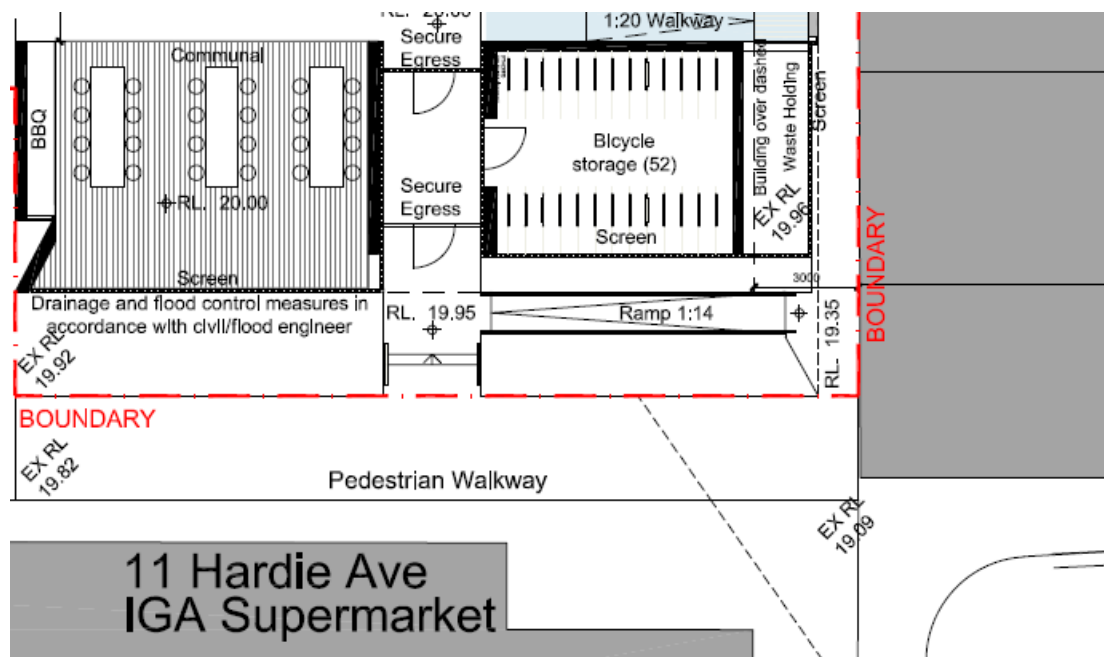 1:20 Walkway
Secure
Egress
Communal
Screen
BBQ
Building over dashed
Waste Holding
Bicycle
storage (52)
Secure
Egress
RL. 20.00
EX RL
19.96
Screen
BOUNDARY
Screen
3000
Drainage and flood control measures in
accordance with civil/flood engineer
RL. 19.95
Ramp 1:14
RL. 19.35
EX RL
19.92
BOUNDARY
EX RL
19.82
Pedestrian Walkway
EX RL
19.09
11 Hardie Ave
IGA Supermarket